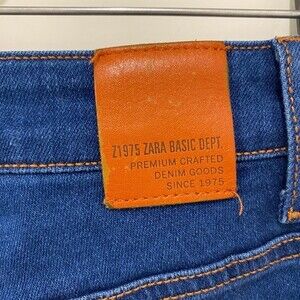 Z1975 ZARA BASIC DEPT.
PREMIUM CRAFTED
DENIM GOODS
SINCE 1975